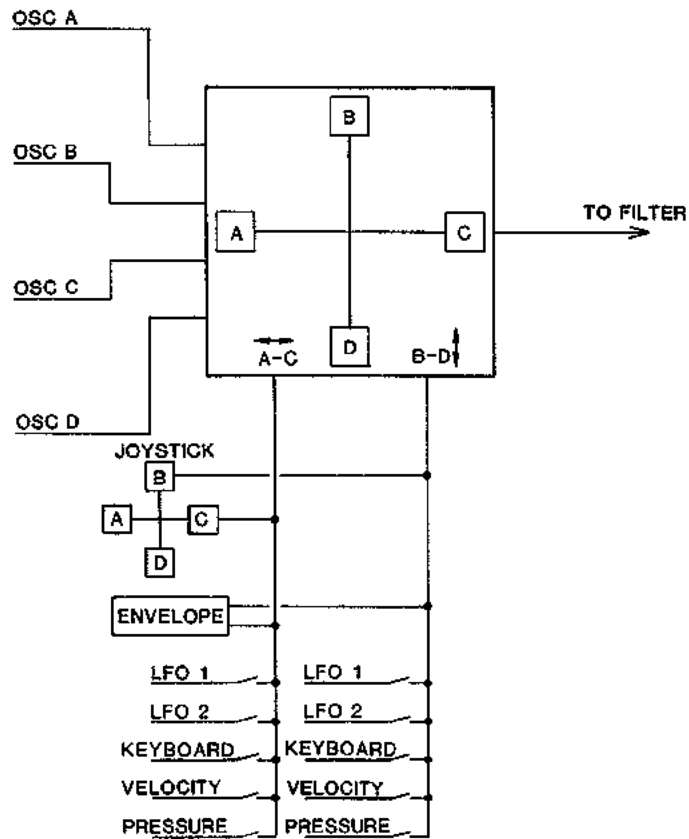 OSC A
B
OSC B
A
C
TO FILTER
OSC C
D
A-C
B-D
OSC D
JOYSTICK
B
A
C
D
ENVELOPE
LFO 1
LFO 1
LFO 2
LFO 2
KEYBOARD
KEYBOARD
VELOCITY
VELOCITY
PRESSURE
PRESSURE